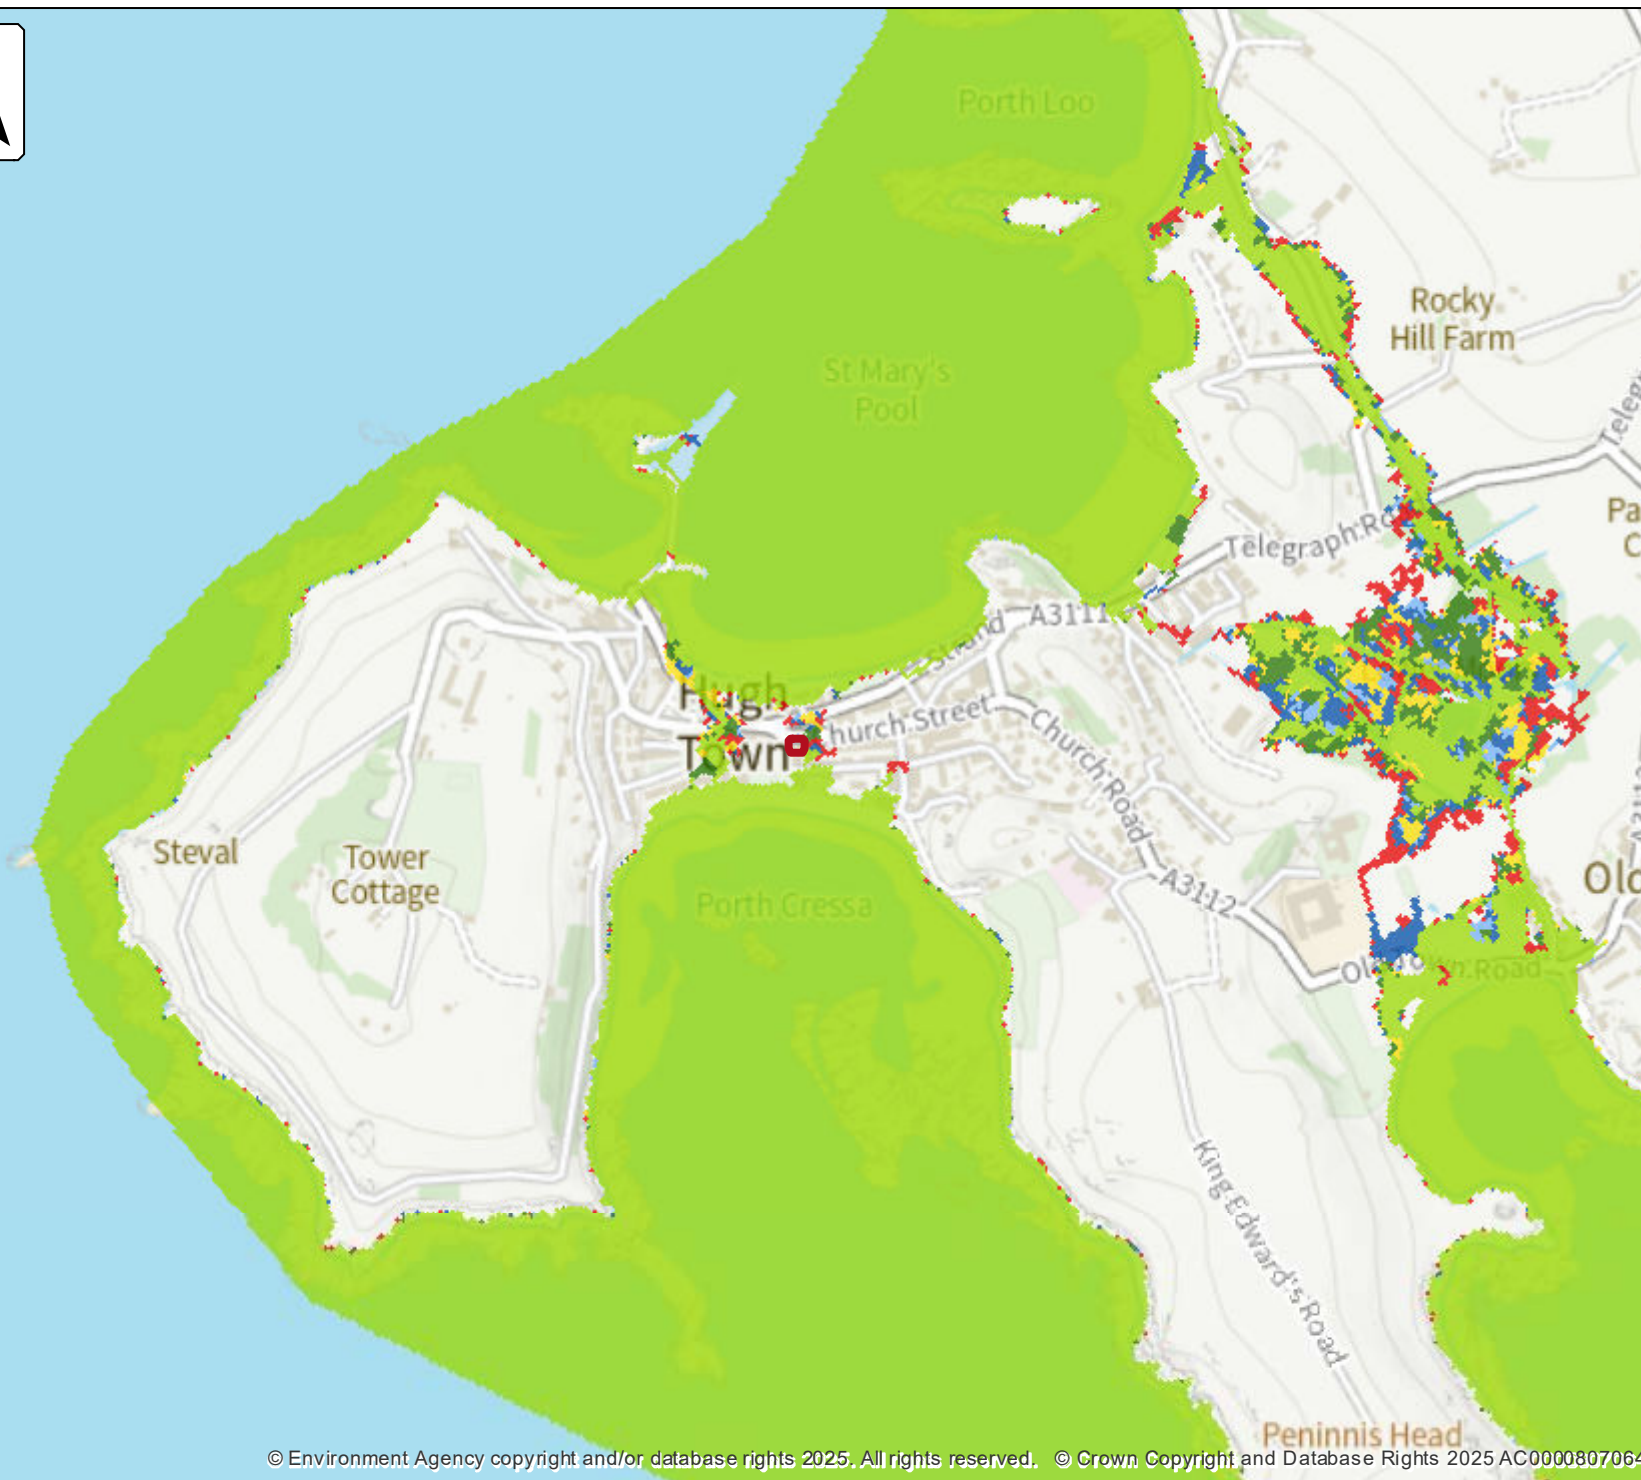 Porth Loo
Rocky
Hill Farm
St Mary's
Pool
Telegraph Ro
Pa
C
A3111
Strand
Hugh
Town
Church Street
Church Road
Steval
Tower
Cottage
Porth Cressa
A3112
Old
Old Town Road
King Edward's Road
Peninnis Head
© Environment Agency copyright and/or database rights 2025. All rights reserved. © Crown Copyright and Database Rights 2025 AC000080706